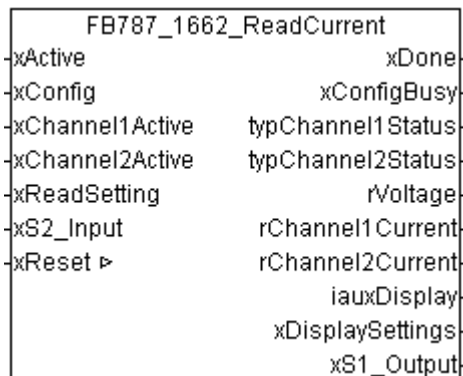 FB787_1662_ReadCurrent
xActive xDone
xConfig xConfigBusy
xChannel1Active typChannel1Status
xChannel2Active typChannel2Status
xReadSetting rVoltage
xS2_Input rChannel1Current
xReset ▷ rChannel2Current
iauxDisplay
xDisplaySettings
xS1_Output